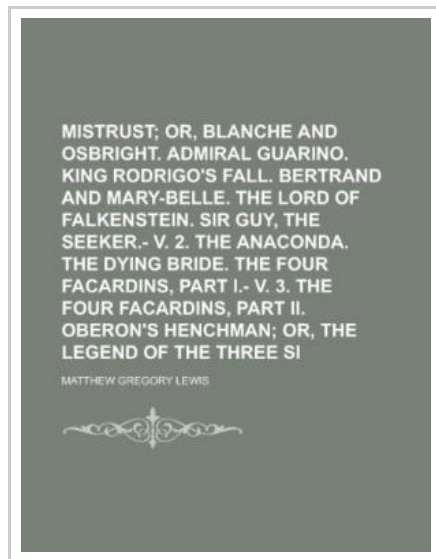 MISTRUST; OR, BLANCHE AND
OSBRIGHT. ADMIRAL GUARINO.
KING RODRIGO'S FALL. BERTRAND
AND MARY-BELLE. THE LORD OF
FALKENSTEIN. SIR GUY, THE
SEEKER.- V. 2. THE ANACONDA.
THE DYING BRIDE. THE FOUR
FACARDINS, PART I.- V. 3. THE
FOUR FACARDINS, PART II.
OBERON'S HENCHMAN; OR, THE
LEGEND OF THE THREE SI
MATTHEW GREGORY LEWIS